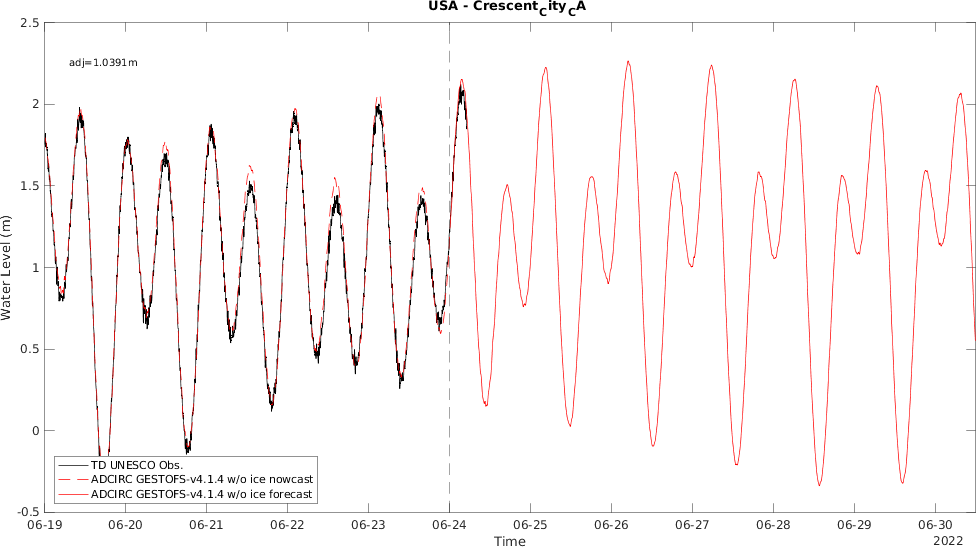 USA - CrescentCityCA
2.5
adj=1.0391m
2
1.5
Water Level (m)
1
0.5
0
TD UNESCO Obs.
ADCIRC GESTOFS-v4.1.4 w/o ice nowcast
ADCIRC GESTOFS-v4.1.4 w/o ice forecast
-0.5
06-19 06-20 06-21 06-22 06-23 06-24 06-25 06-26 06-27 06-28 06-29 06-30
Time
2022